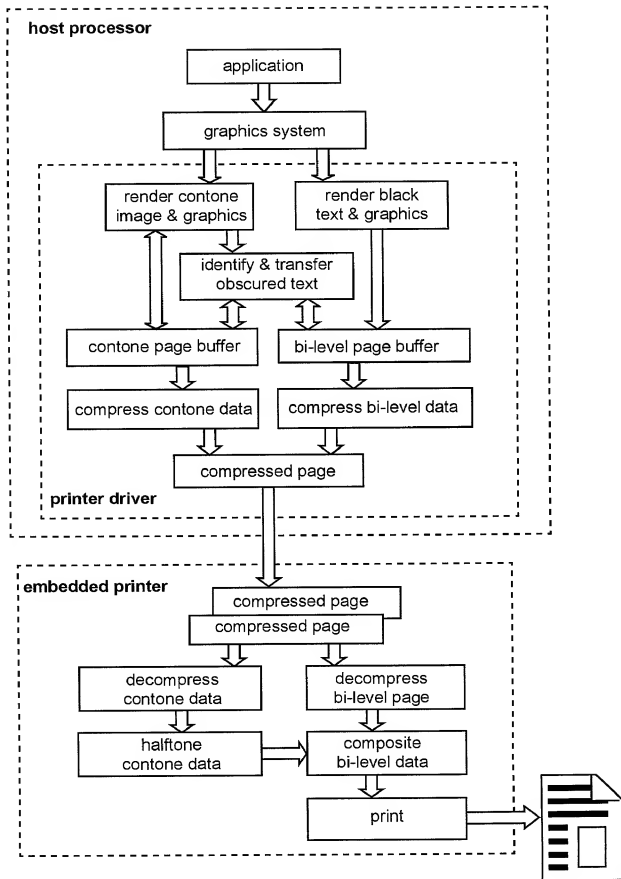 host processor
application
graphics system
render contone
image & graphics
render black
text & graphics
identify & transfer
obscured text
contone page buffer
bi-level page buffer
compress contone data
compress bi-level data
compressed page
printer driver
embedded printer
compressed page
compressed page
decompress
contone data
decompress
bi-level page
halftone
contone data
composite
bi-level data
print